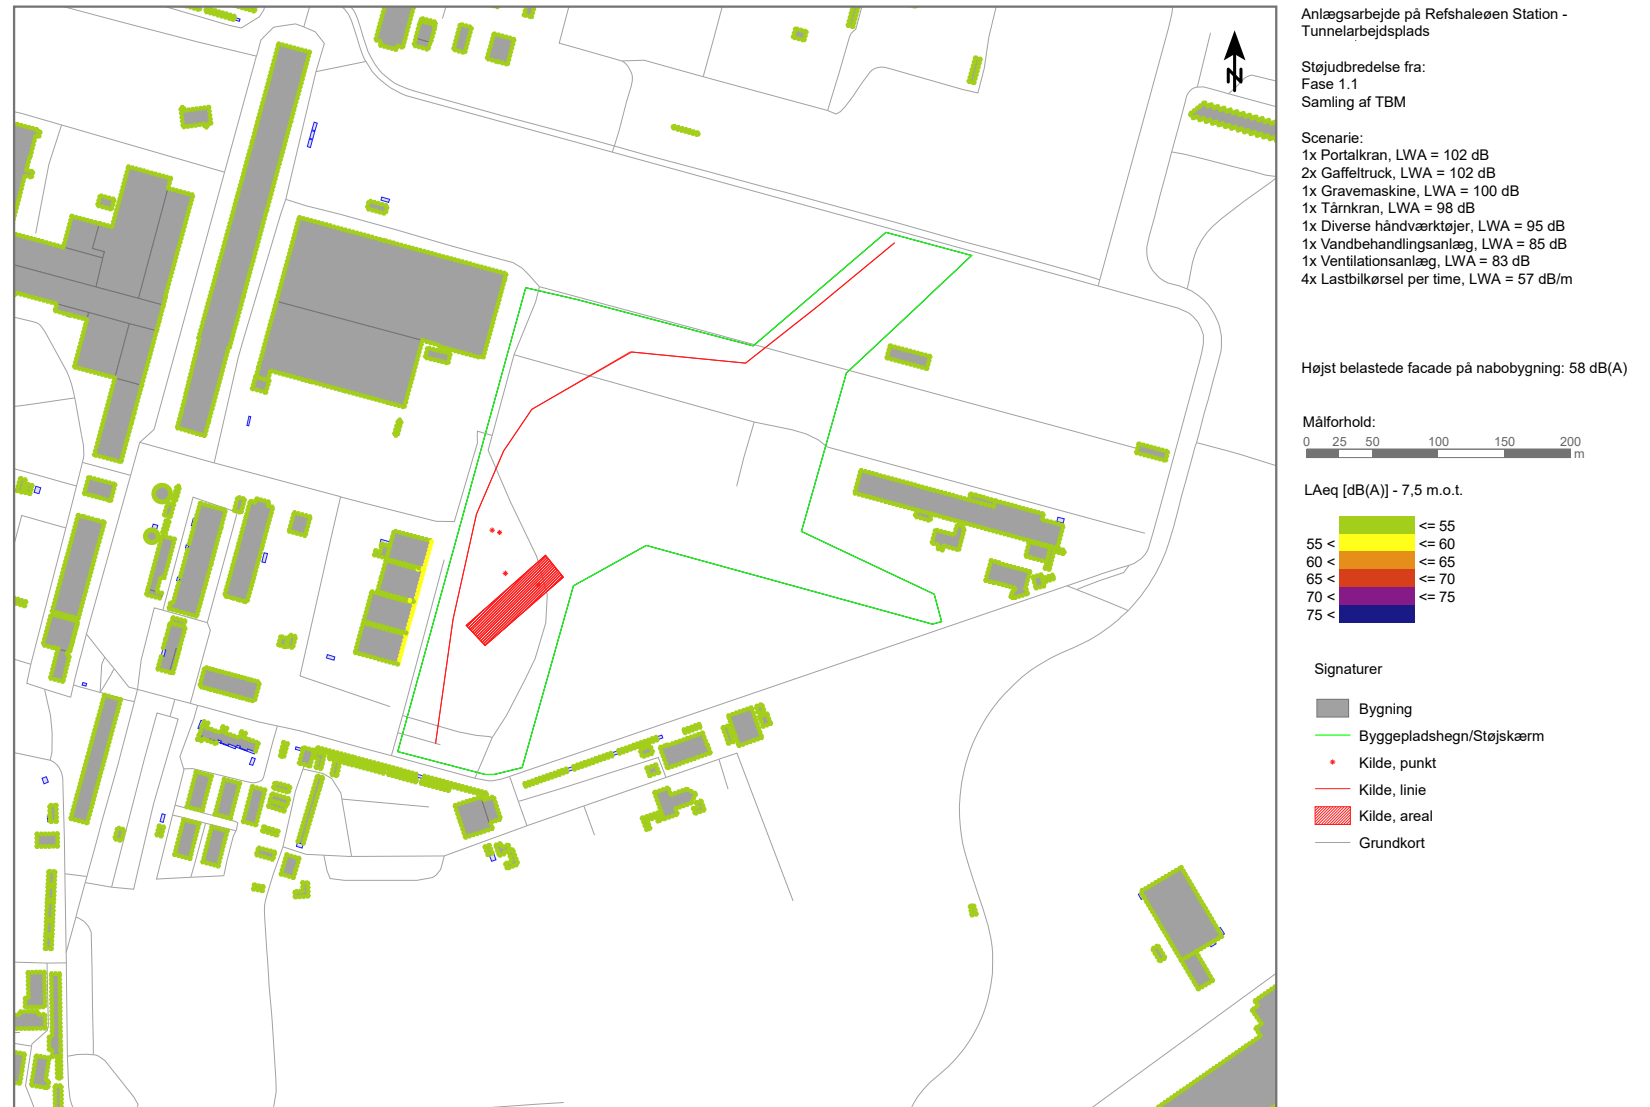 Anlægsarbejde på Refshaleøen Station -
Tunnelarbejdsplads
N
Støjudbredelse fra:
Fase 1.1
Samling af TBM
Scenarie:
1x Portalkran, LWA = 102 dB
2x Gaffeltruck, LWA = 102 dB
1x Gravemaskine, LWA = 100 dB
1x Tårnkran, LWA = 98 dB
1x Diverse håndværktøjer, LWA = 95 dB
1x Vandbehandlingsanlæg, LWA = 85 dB
1x Ventilationsanlæg, LWA = 83 dB
4x Lastbilkørsel per time, LWA = 57 dB/m
Højst belastede facade på nabobygning: 58 dB(A)
Målforhold:
0 25 50 100 150 200
m
LAeq [dB(A)] - 7,5 m.o.t.
<= 55
55 < <= 60
60 < <= 65
65 < <= 70
70 < <= 75
75 <
Signaturer
Bygning
Byggepladshegn/Støjskærm
Kilde, punkt
Kilde, linie
Kilde, areal
Grundkort